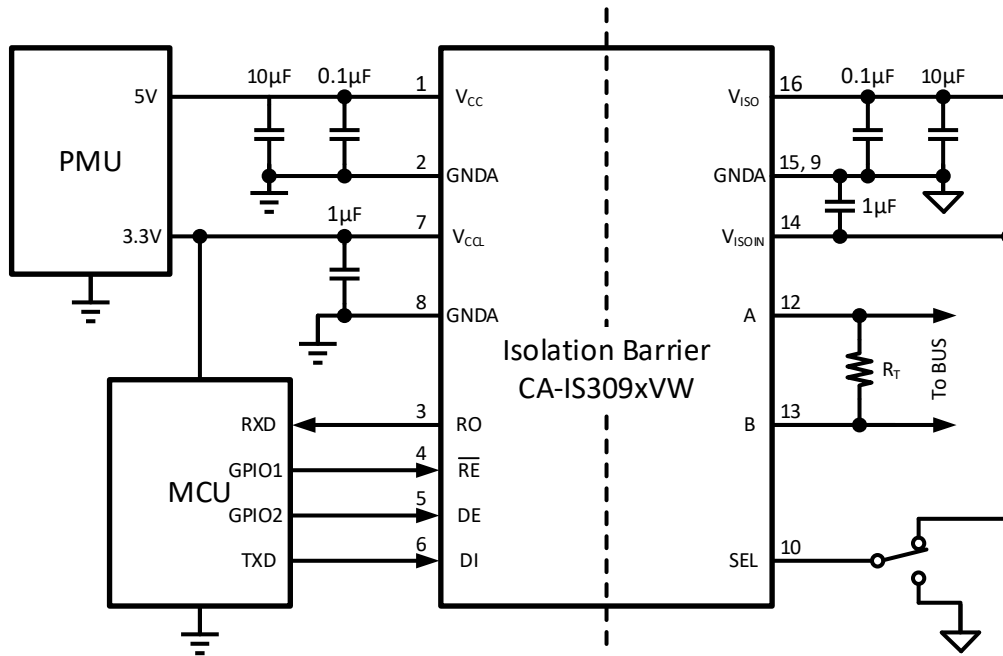 10μF 0.1μF
5V
1
VCC
PMU
2
GNDA
1μF
3.3V
7
VCCL
8
GNDA
Isolation Barrier
CA-IS309xVW
MCU
RXD
3
RO
GPIO1
4
RE
GPIO2
5
DE
TXD
6
DI
0.1μF 10μF
VISO
16
GNDA
15, 9
1μF
VISOIN
14
A
12
RT
To BUS
B
13
SEL
10